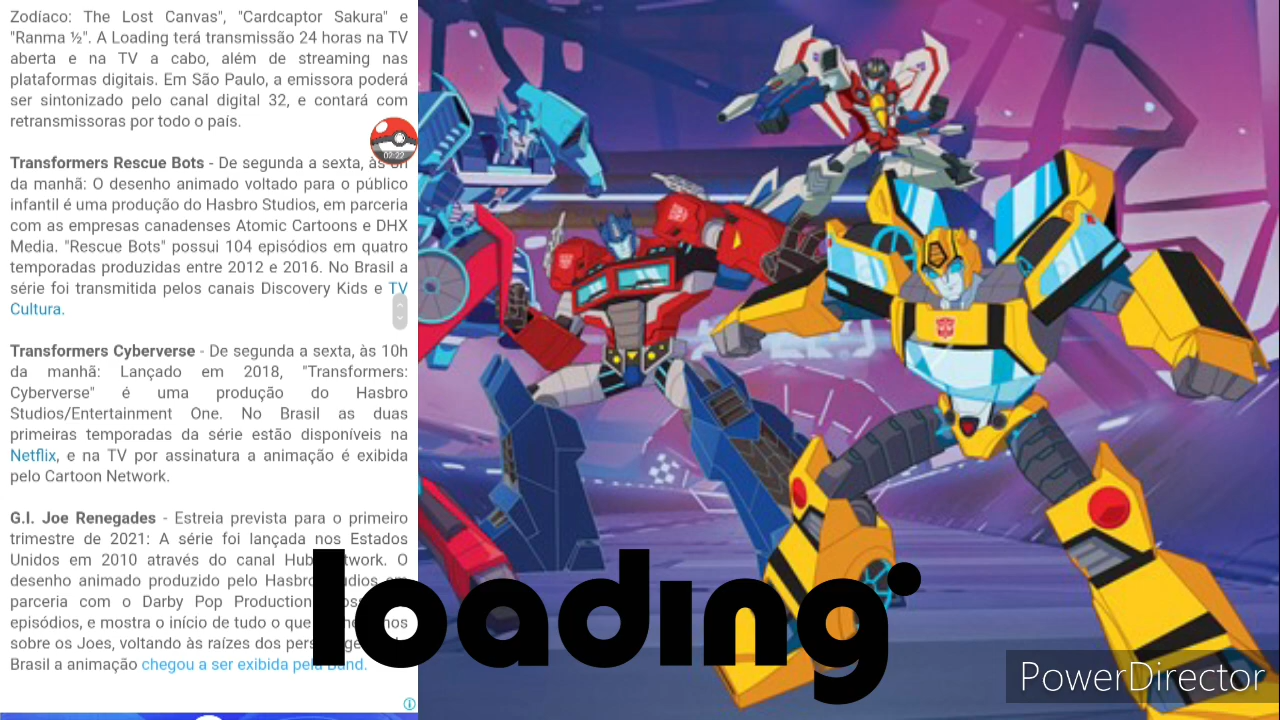 Zodíaco: The Lost Canvas", "Cardcaptor Sakura" e
"Ranma ½". A Loading terá transmissão 24 horas na TV
aberta e na TV a cabo, além de streaming nas
plataformas digitais. Em São Paulo, a emissora poderá
ser sintonizado pelo canal digital 32, e contará com
retransmissoras por todo o país.
02:22
Transformers Rescue Bots - De segunda a sexta, às
da manhã: O desenho animado voltado para o público
infantil é uma produção do Hasbro Studios, em parceria
com as empresas canadenses Atomic Cartoons e DHX
Media. "Rescue Bots" possui 104 episódios em quatro
temporadas produzidas entre 2012 e 2016. No Brasil a
série foi transmitida pelos canais Discovery Kids e TV
Cultura.
Transformers Cyberverse - De segunda a sexta, às 10h
da manhã: Lançado em 2018, "Transformers:
Cyberverse" é uma produção do Hasbro
Studios/Entertainment One. No Brasil as duas
primeiras temporadas da série estão disponíveis na
Netflix, e na TV por assinatura a animação é exibida
pelo Cartoon Network.
G.I. Joe Renegades - Estreia prevista para o primeiro
trimestre de 2021: A série foi lançada nos Estados
Unidos em 2010 através do canal Hub Network. O
desenho animado produzido pelo Hasbro Studios em
parceria com o Darby Pop Production
episódios, e mostra o início de tudo o que
sobre os Joes, voltando às raízes dos
Brasil a animação chegou a ser exibida pela Band.
loading
PowerDirector